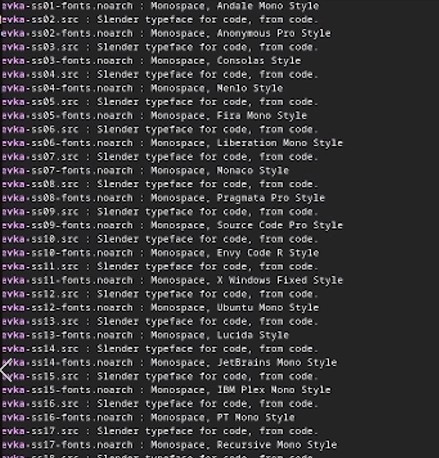 evka-ss01-fonts.noarch : Monospace, Andale Mono Style
evka-ss02.src : Slender typeface for code, from code.
evka-ss02-fonts.noarch : Monospace, Anonymous Pro Style
evka-ss03.src : Slender typeface for code, from code.
evka-ss03-fonts.noarch : Monospace, Consolas Style
evka-ss04.src : Slender typeface for code, from code.
evka-ss04-fonts.noarch : Monospace, Menlo Style
evka-ss05.src : Slender typeface for code, from code.
evka-ss05-fonts.noarch : Monospace, Fira Mono Style
evka-ss06.src : Slender typeface for code, from code.
evka-ss06-fonts.noarch : Monospace, Liberation Mono Style
evka-ss07.src : Slender typeface for code, from code.
evka-ss07-fonts.noarch : Monospace, Monaco Style
evka-ss08.src : Slender typeface for code, from code.
evka-ss08-fonts.noarch : Monospace, Pragmata Pro Style
evka-ss09.src : Slender typeface for code, from code.
evka-ss09-fonts.noarch : Monospace, Source Code Pro Style
evka-ss10.src : Slender typeface for code, from code.
evka-ss10-fonts.noarch : Monospace, Envy Code R Style
evka-ss11.src : Slender typeface for code, from code.
evka-ss11-fonts.noarch : Monospace, X Windows Fixed Style
evka-ss12.src : Slender typeface for code, from code.
evka-ss12-fonts.noarch : Monospace, Ubuntu Mono Style
evka-ss13.src : Slender typeface for code, from code.
evka-ss13-fonts.noarch : Monospace, Lucida Style
evka-ss14.src : Slender typeface for code, from code.
evka-ss14-fonts.noarch : Monospace, JetBrains Mono Style
evka-ss15.src : Slender typeface for code, from code.
evka-ss15-fonts.noarch : Monospace, IBM Plex Mono Style
evka-ss16.src : Slender typeface for code, from code.
evka-ss16-fonts.noarch : Monospace, PT Mono Style
evka-ss17.src : Slender typeface for code, from code.
evka-ss17-fonts.noarch : Monospace, Recursive Mono Style